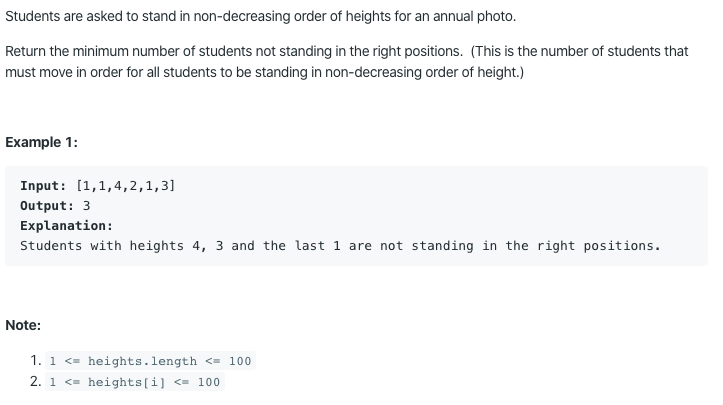 Students are asked to stand in non-decreasing order of heights for an annual photo.
Return the minimum number of students not standing in the right positions.  (This is the number of students that
must move in order for all students to be standing in non-decreasing order of height.)
Example 1:
Input: [1,1,4,2,1,3]
Output: 3
Explanation:
Students with heights 4, 3 and the last 1 are not standing in the right positions.
Note:
1. 1 <= heights.length <= 100
2. 1 <= heights[i] <= 100